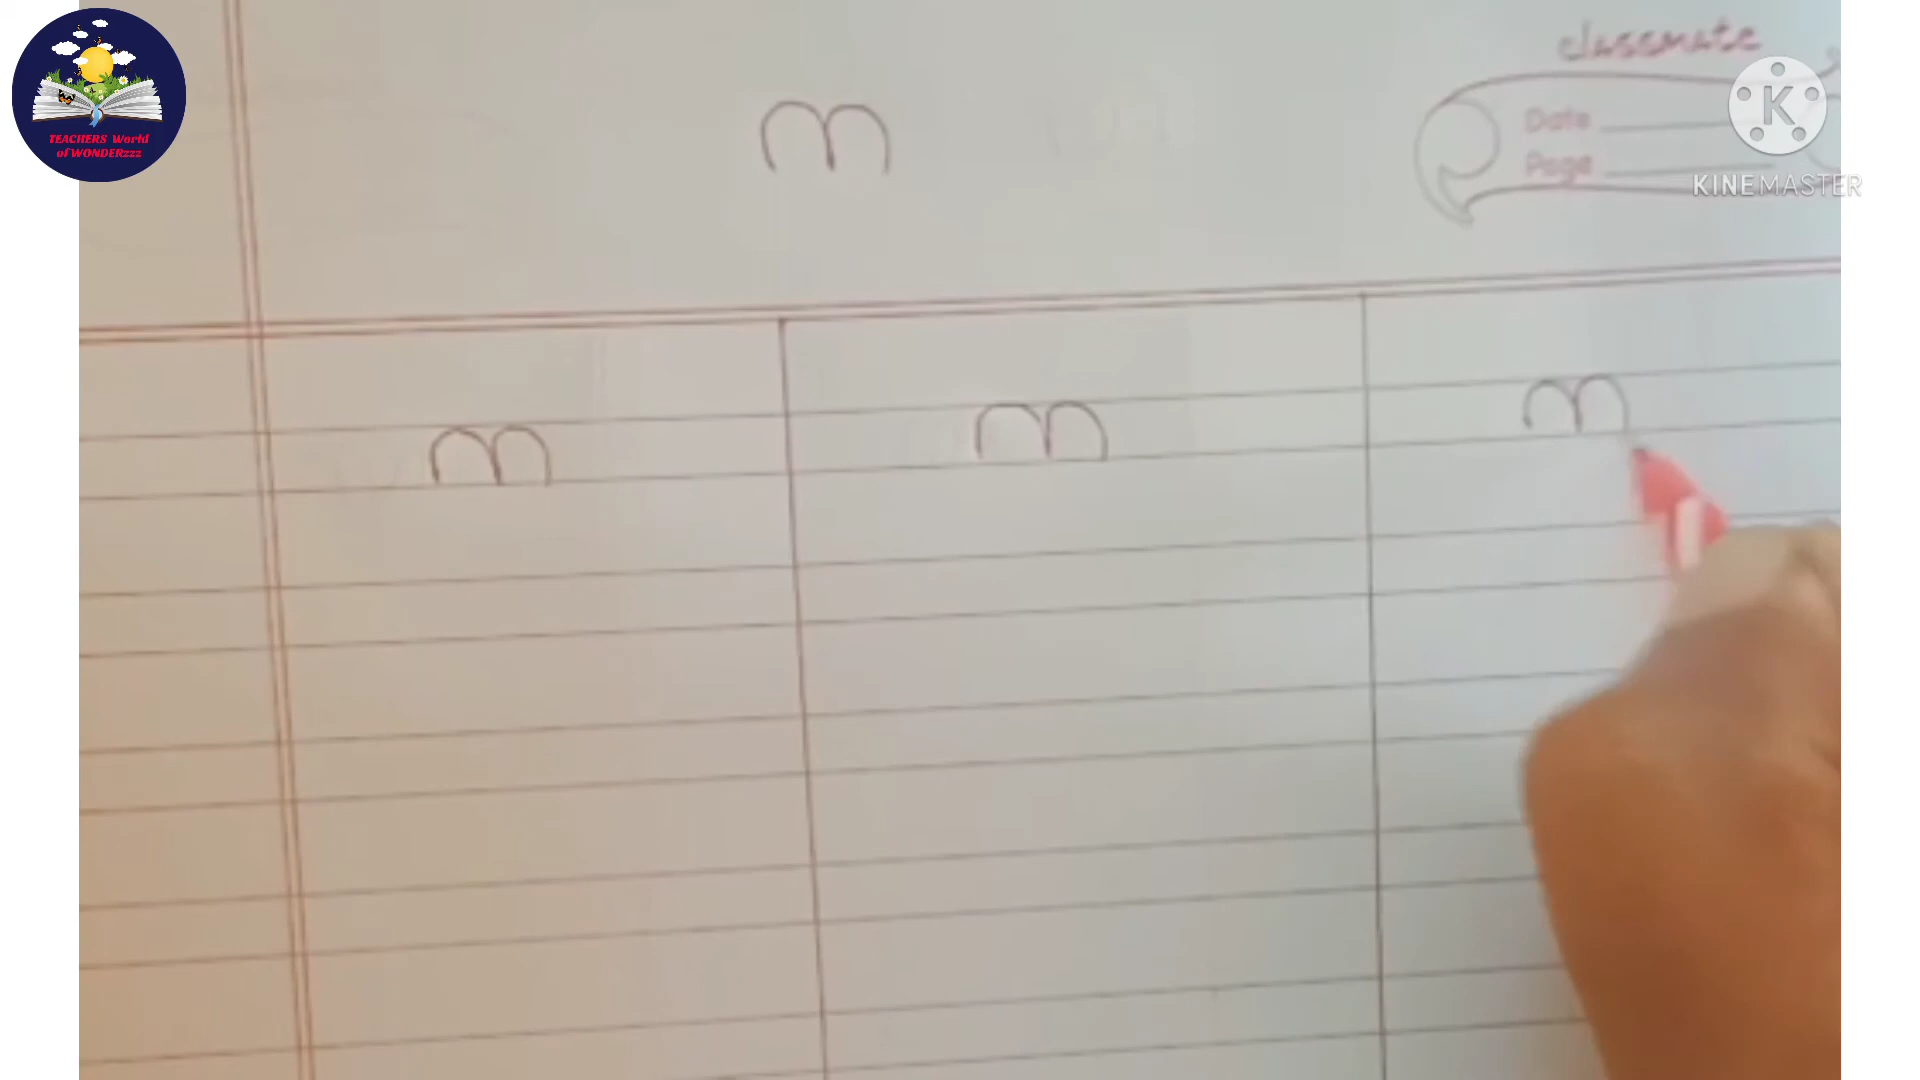 TEACHERS World
of WONDERzzz
classmate
Date
Page
KINEMASTER
ന
ന ന ന